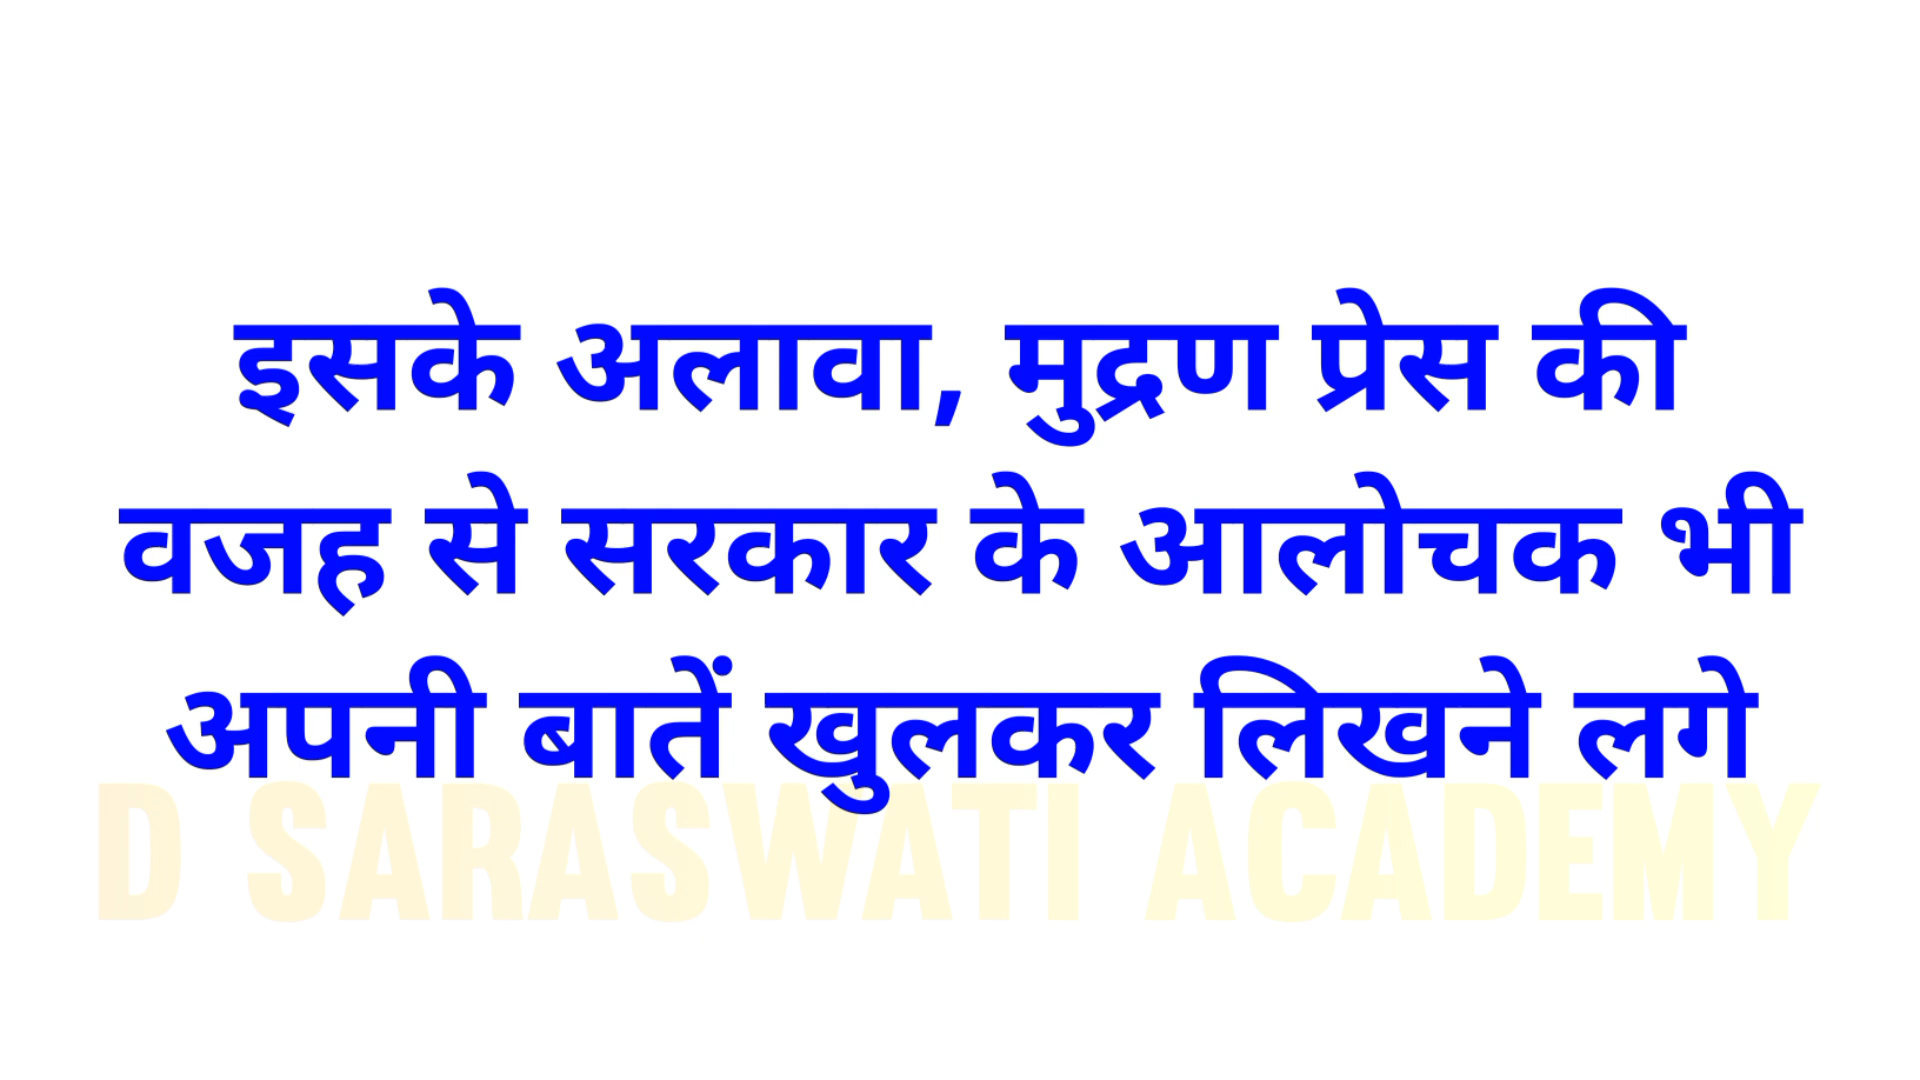 इसके अलावा, मुद्रण प्रेस की
वजह से सरकार के आलोचक भी
अपनी बातें खुलकर लिखने लगे
D SARASWATI ACADEMY